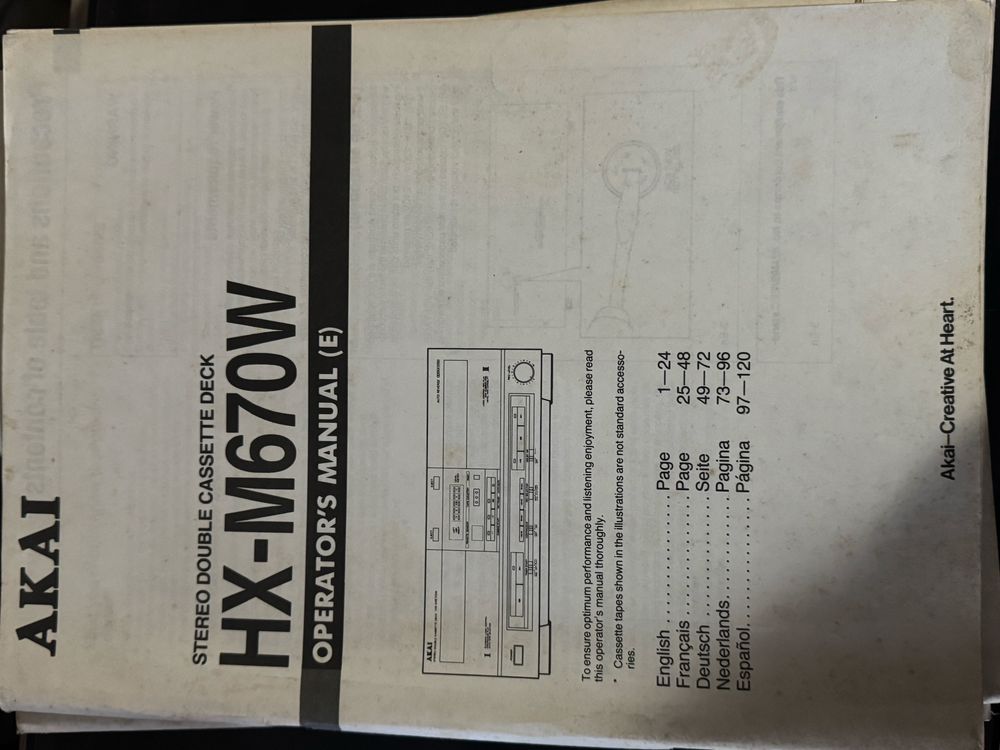 AKAI
STEREO DOUBLE CASSETTE DECK
HX-M670W
OPERATOR'S MANUAL (E)
AKAI
To ensure optimum performance and listening enjoyment, please read
this operator's manual thoroughly.
* Cassette tapes shown in the illustrations are not standard accesso-
ries.
English . . . . . . . . . . . . . Page 1—24
Français . . . . . . . . . . . . Page 25—48
Deutsch . . . . . . . . . . . . Seite 49—72
Nederlands. . . . . . . . . . Pagina 73—96
Español. . . . . . . . . . . . . Página 97—120
Akai–Creative At Heart.